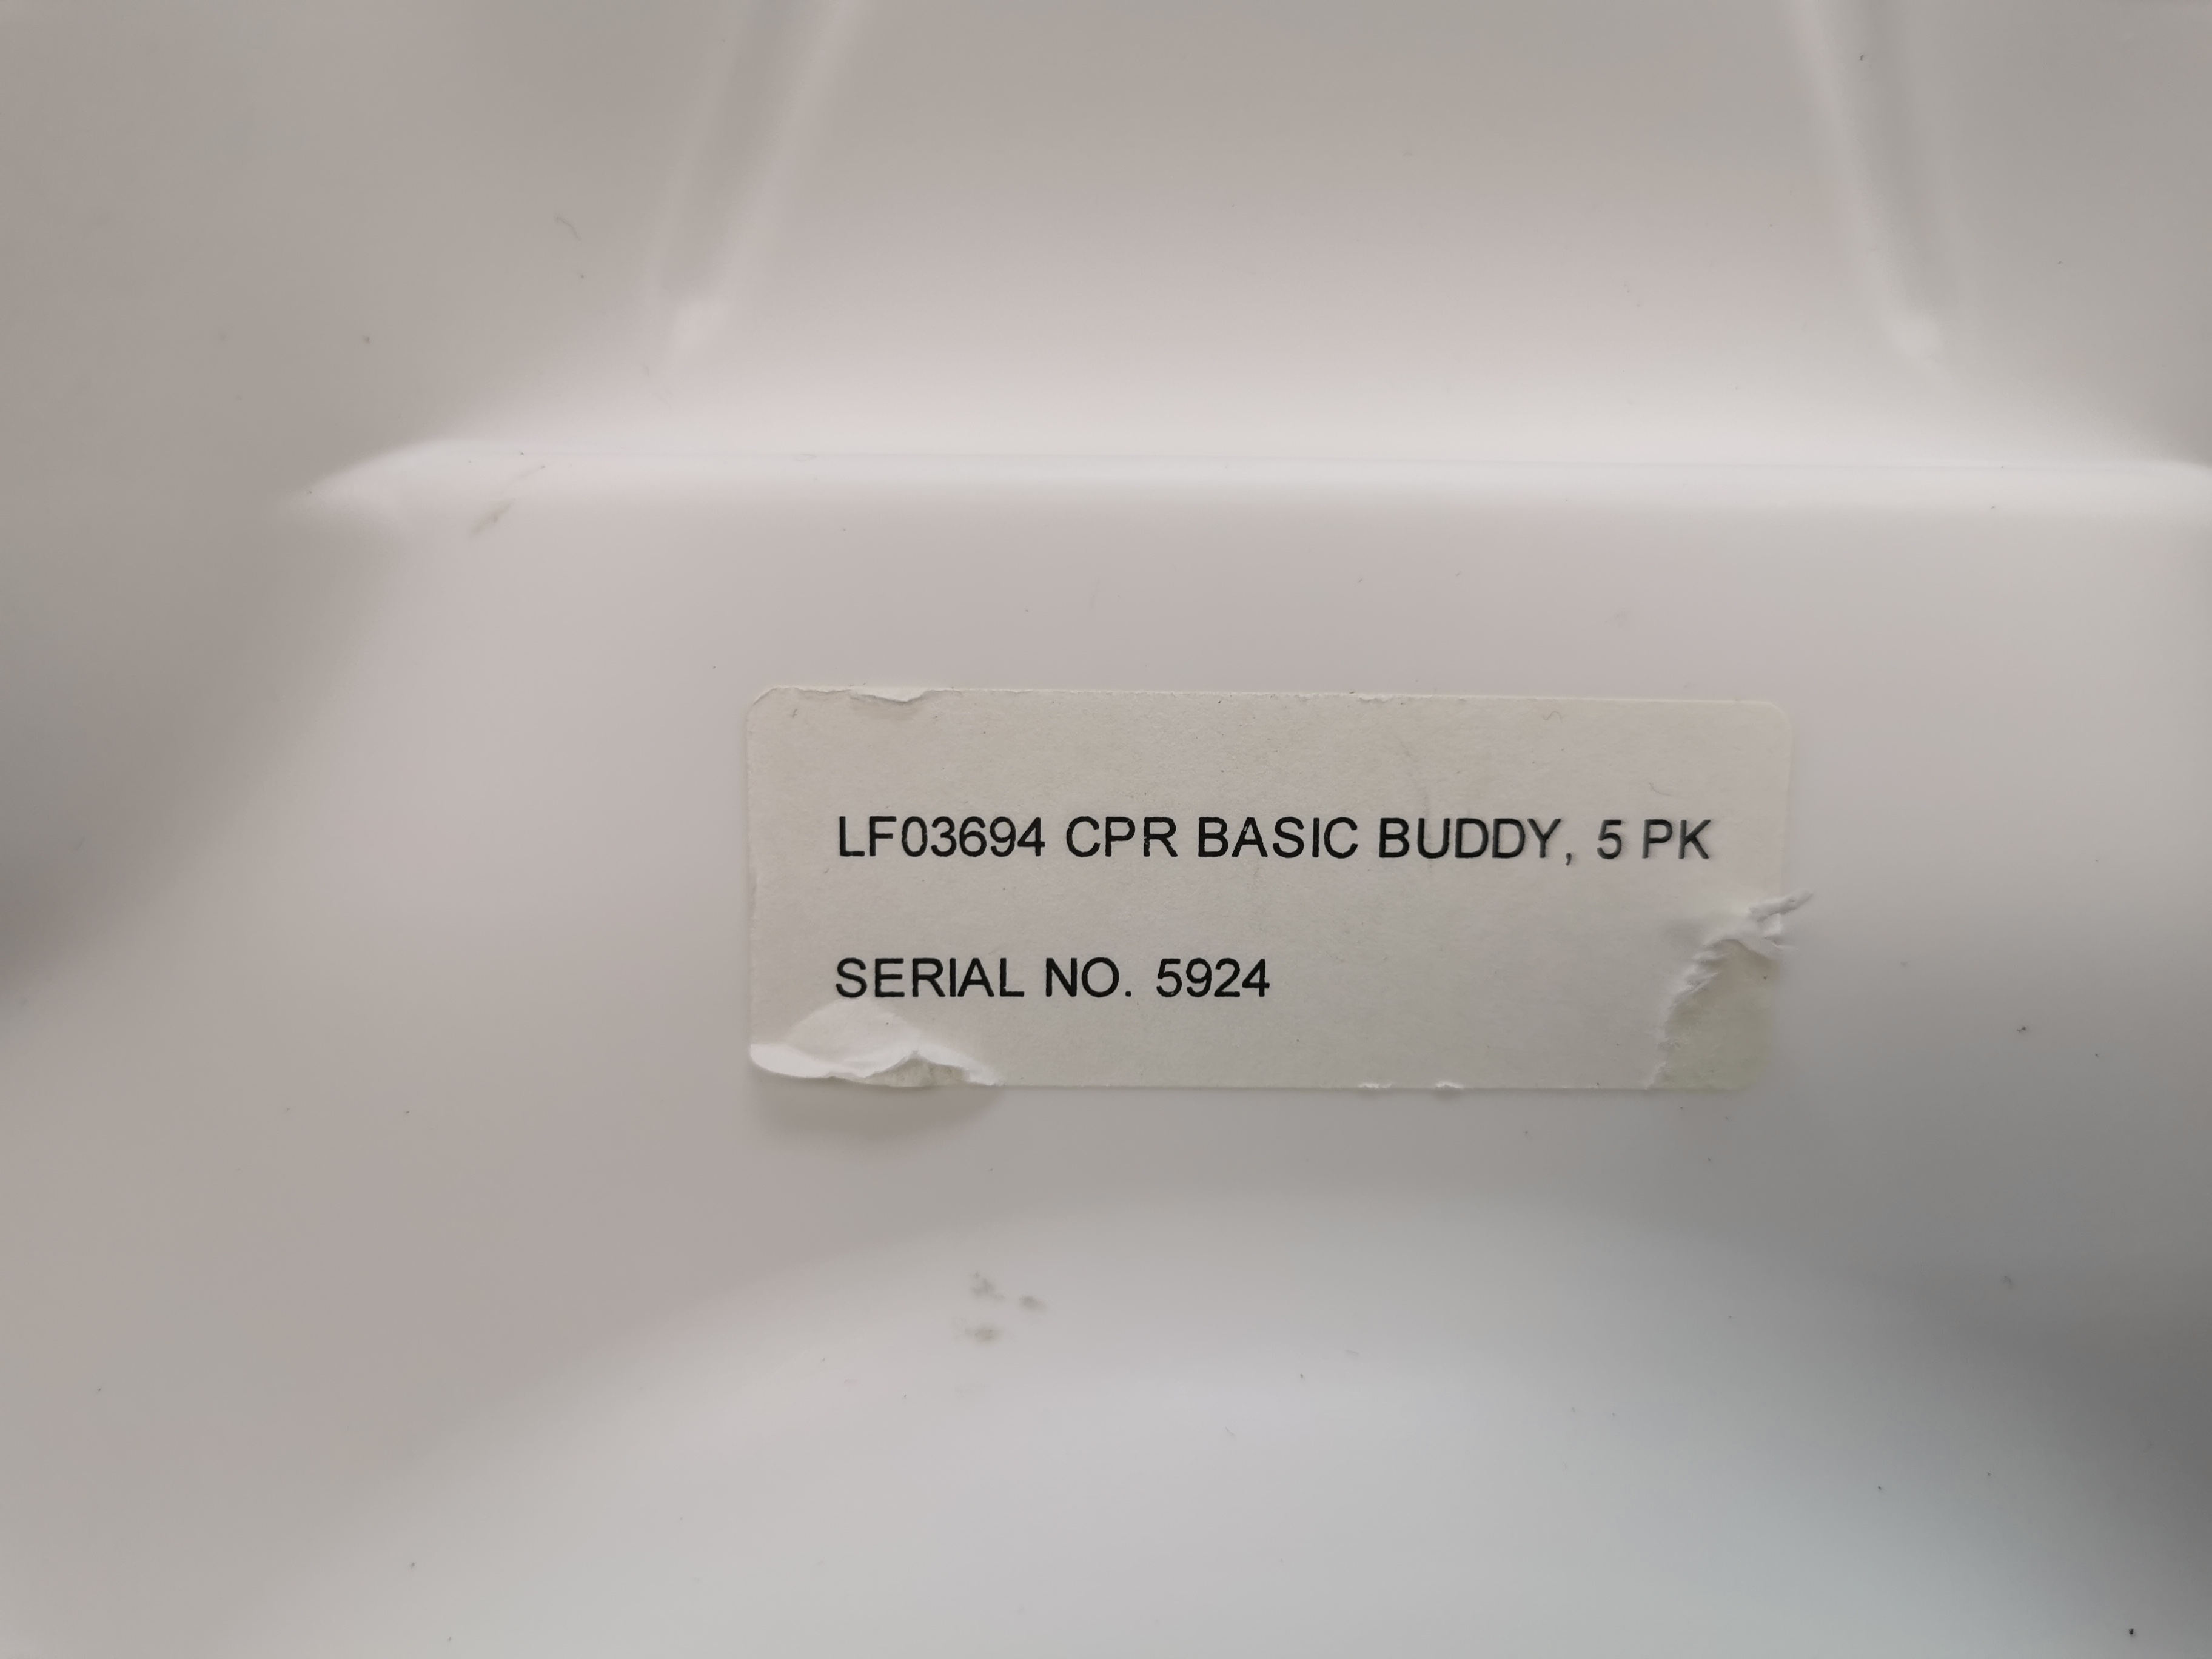 LF03694 CPR BASIC BUDDY, 5 PK
SERIAL NO. 5924